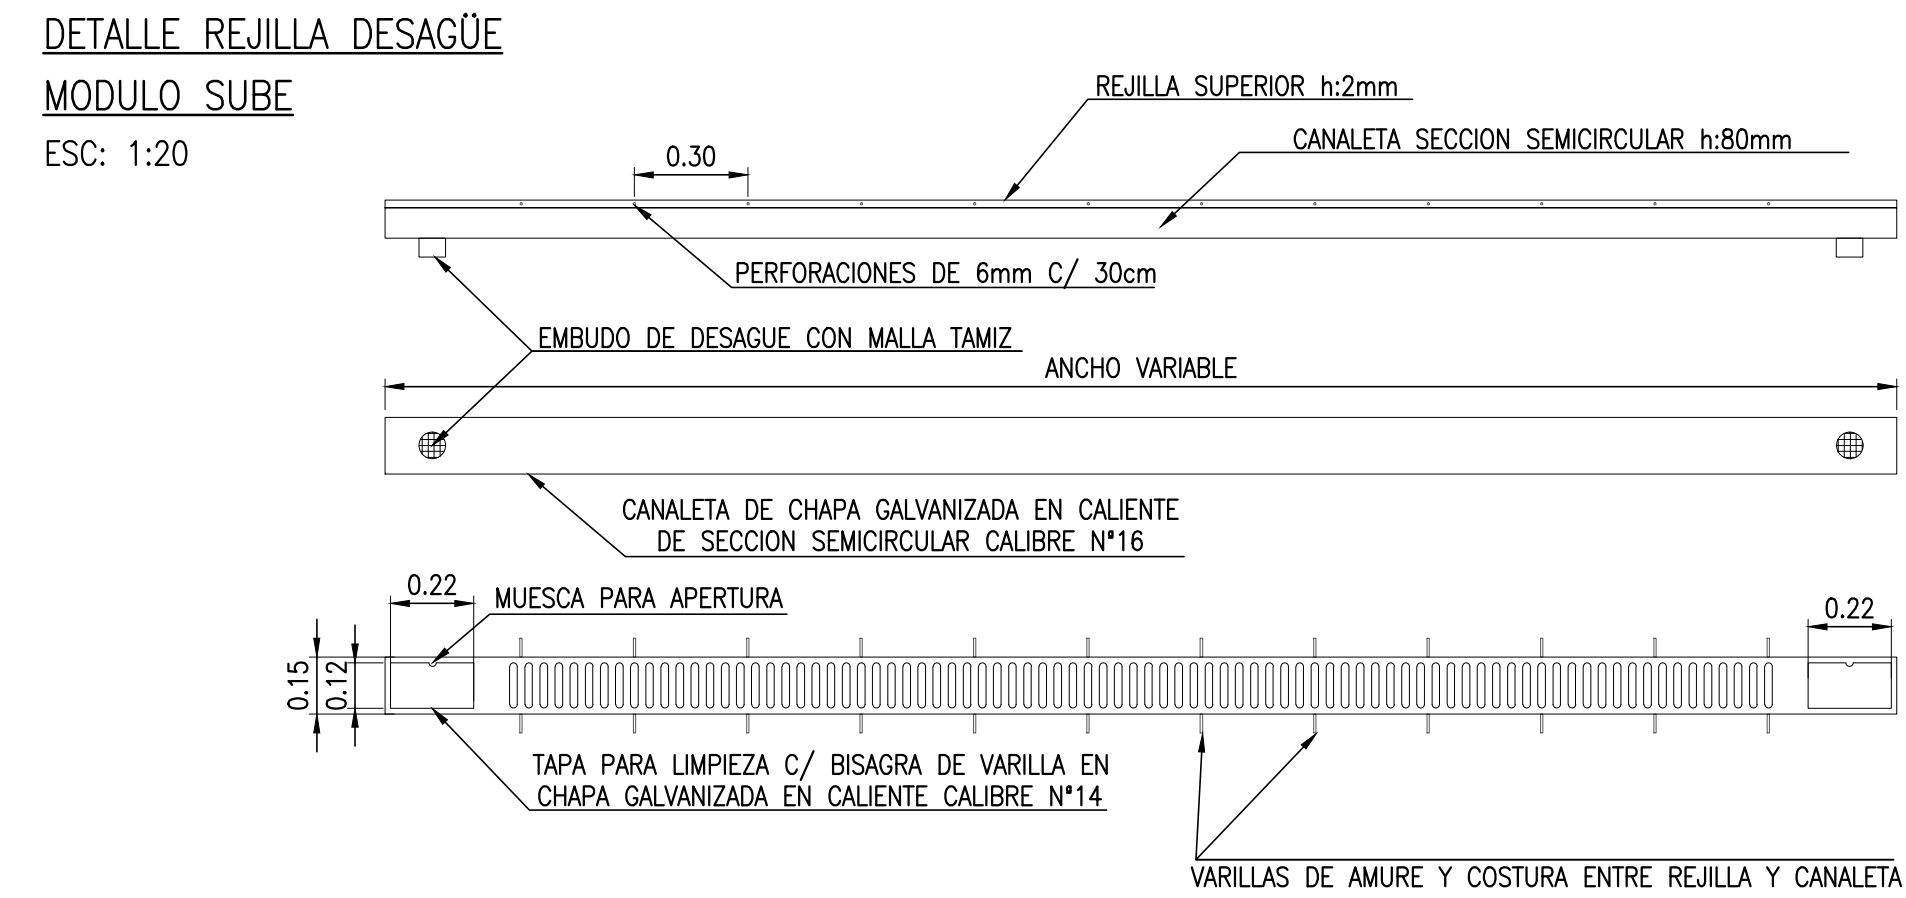 DETALLE REJILLA DESAGÜE
MODULO SUBE
ESC: 1:20
REJILLA SUPERIOR h:2mm
CANALETA SECCION SEMICIRCULAR h:80mm
0.30
PERFORACIONES DE 6mm C/ 30cm
EMBUDO DE DESAGUE CON MALLA TAMIZ
ANCHO VARIABLE
CANALETA DE CHAPA GALVANIZADA EN CALIENTE
DE SECCION SEMICIRCULAR CALIBRE Nª16
0.22
MUESCA PARA APERTURA
0.22
0.15
0.12
TAPA PARA LIMPIEZA C/ BISAGRA DE VARILLA EN
CHAPA GALVANIZADA EN CALIENTE CALIBRE Nª14
VARILLAS DE AMURE Y COSTURA ENTRE REJILLA Y CANALETA